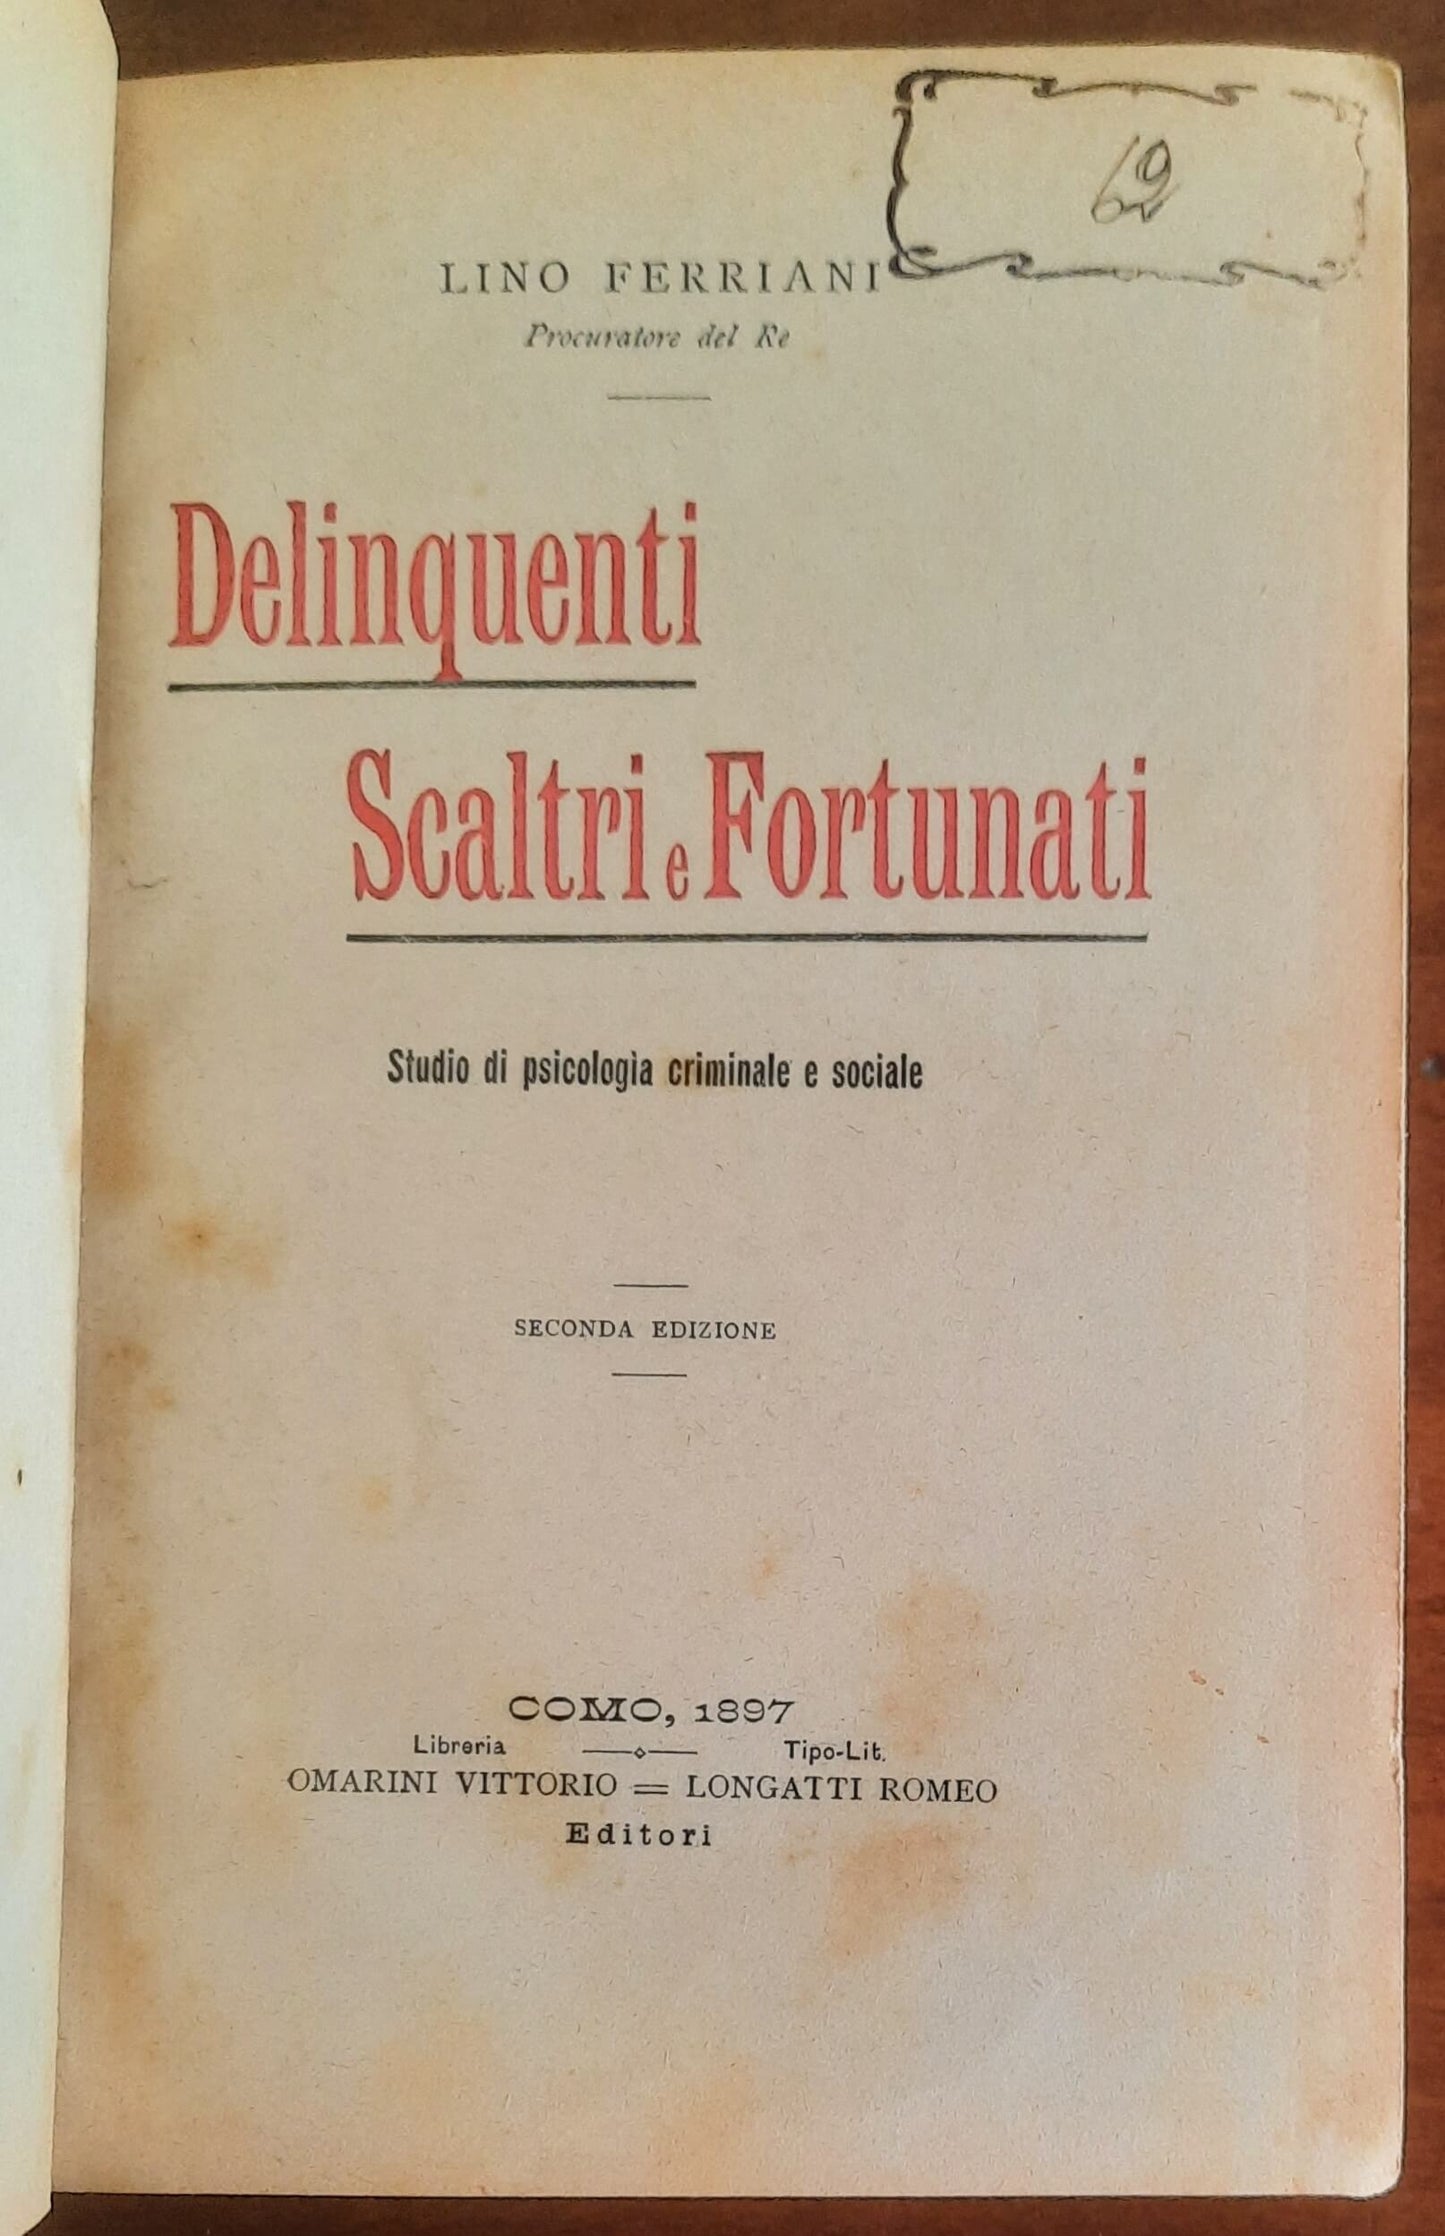 62
LINO FERRIANI
Procuratore del Re
Delinquenti
Scaltri e Fortunati
Studio di psicologia criminale e sociale
SECONDA EDIZIONE
COMO, 1897
Libreria Tipo-Lit.
OMARINI VITTORIO = LONGATTI ROMEO
Editori